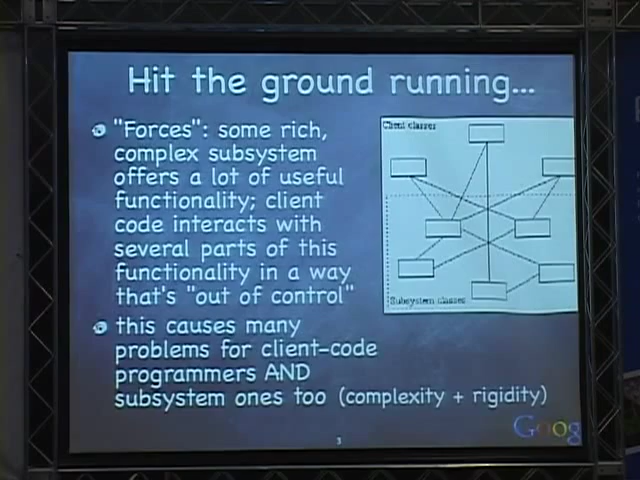 Hit the ground running...
"Forces": some rich,
complex subsystem
offers a lot of useful
functionality; client
code interacts with
several parts of this
functionality in a way
that's "out of control"
Client classes
Subsystem classes
this causes many
problems for client-code
programmers AND
subsystem ones too (complexity + rigidity)
Goog
3